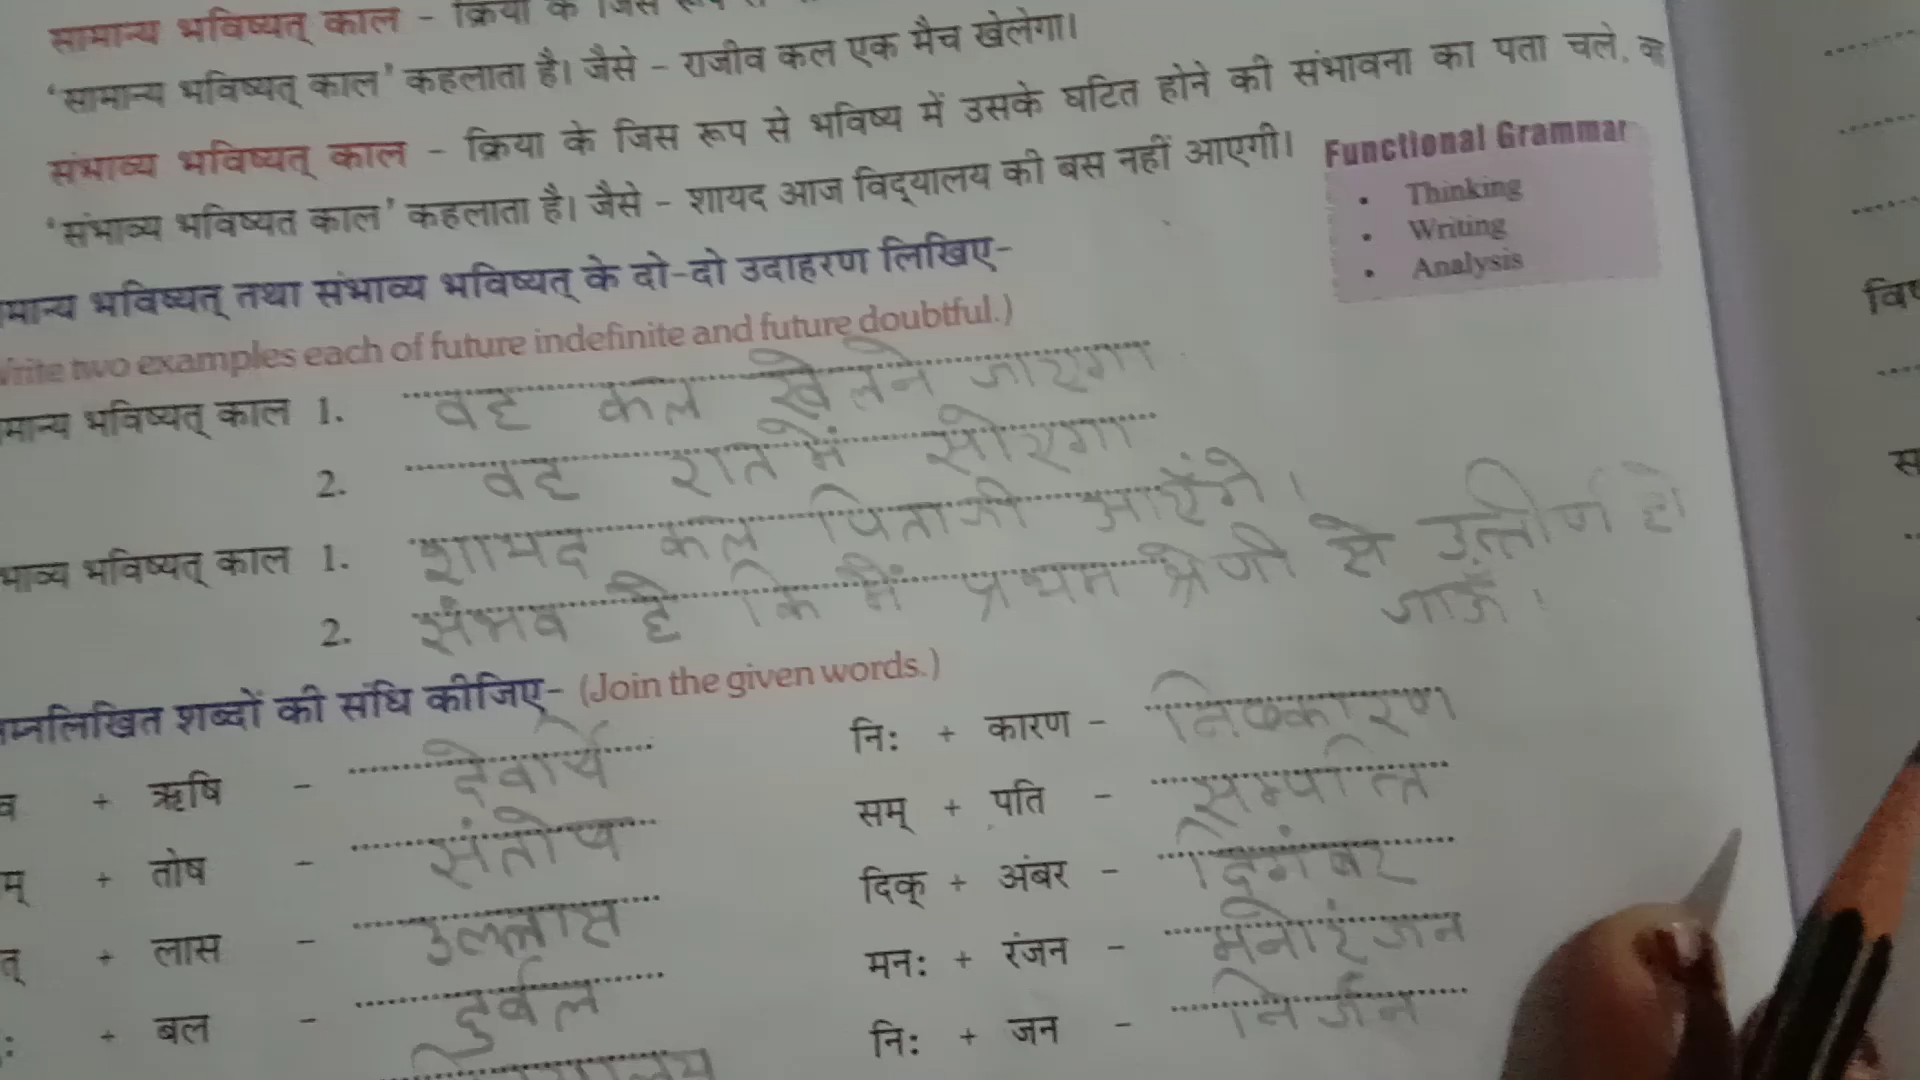 सामान्य भविष्यत् काल - क्रिया के जिस रूप से
'सामान्य भविष्यत् काल' कहलाता है। जैसे - राजीव कल एक मैच खेलेगा।
संभाव्य भविष्यत् काल - क्रिया के जिस रूप से भविष्य में उसके घटित होने की संभावना का पता चले, वह
'संभाव्य भविष्यत काल' कहलाता है। जैसे - शायद आज विद्‌यालय की बस नहीं आएगी।
Functional Grammar
• Thinking
• Writing
• Analysis
मान्य भविष्यत् तथा संभाव्य भविष्यत् के दो-दो उदाहरण लिखिए-
Write two examples each of future indefinite and future doubtful.)
मान्य भविष्यत् काल 1. वह कल खेलने जाएगा
2. वह रात में सोएगा
भाव्य भविष्यत् काल 1. शायद कल पिताजी आएँगे।
2. संभव है कि मैं प्रथम श्रेणी से उत्तीर्ण हो
जाऊँ।
म्नलिखित शब्दों की संधि कीजिए- (Join the given words.)
व + ऋषि - देवर्षि
नि: + कारण - निष्कारण
म् + तोष - संतोष
सम् + पति - सम्पत्ति
त् + लास - उल्लास
दिक् + अंबर - दिगंबर
: + बल - दुर्बल
मन: + रंजन - मनोरंजन
नि: + जन - निर्जन